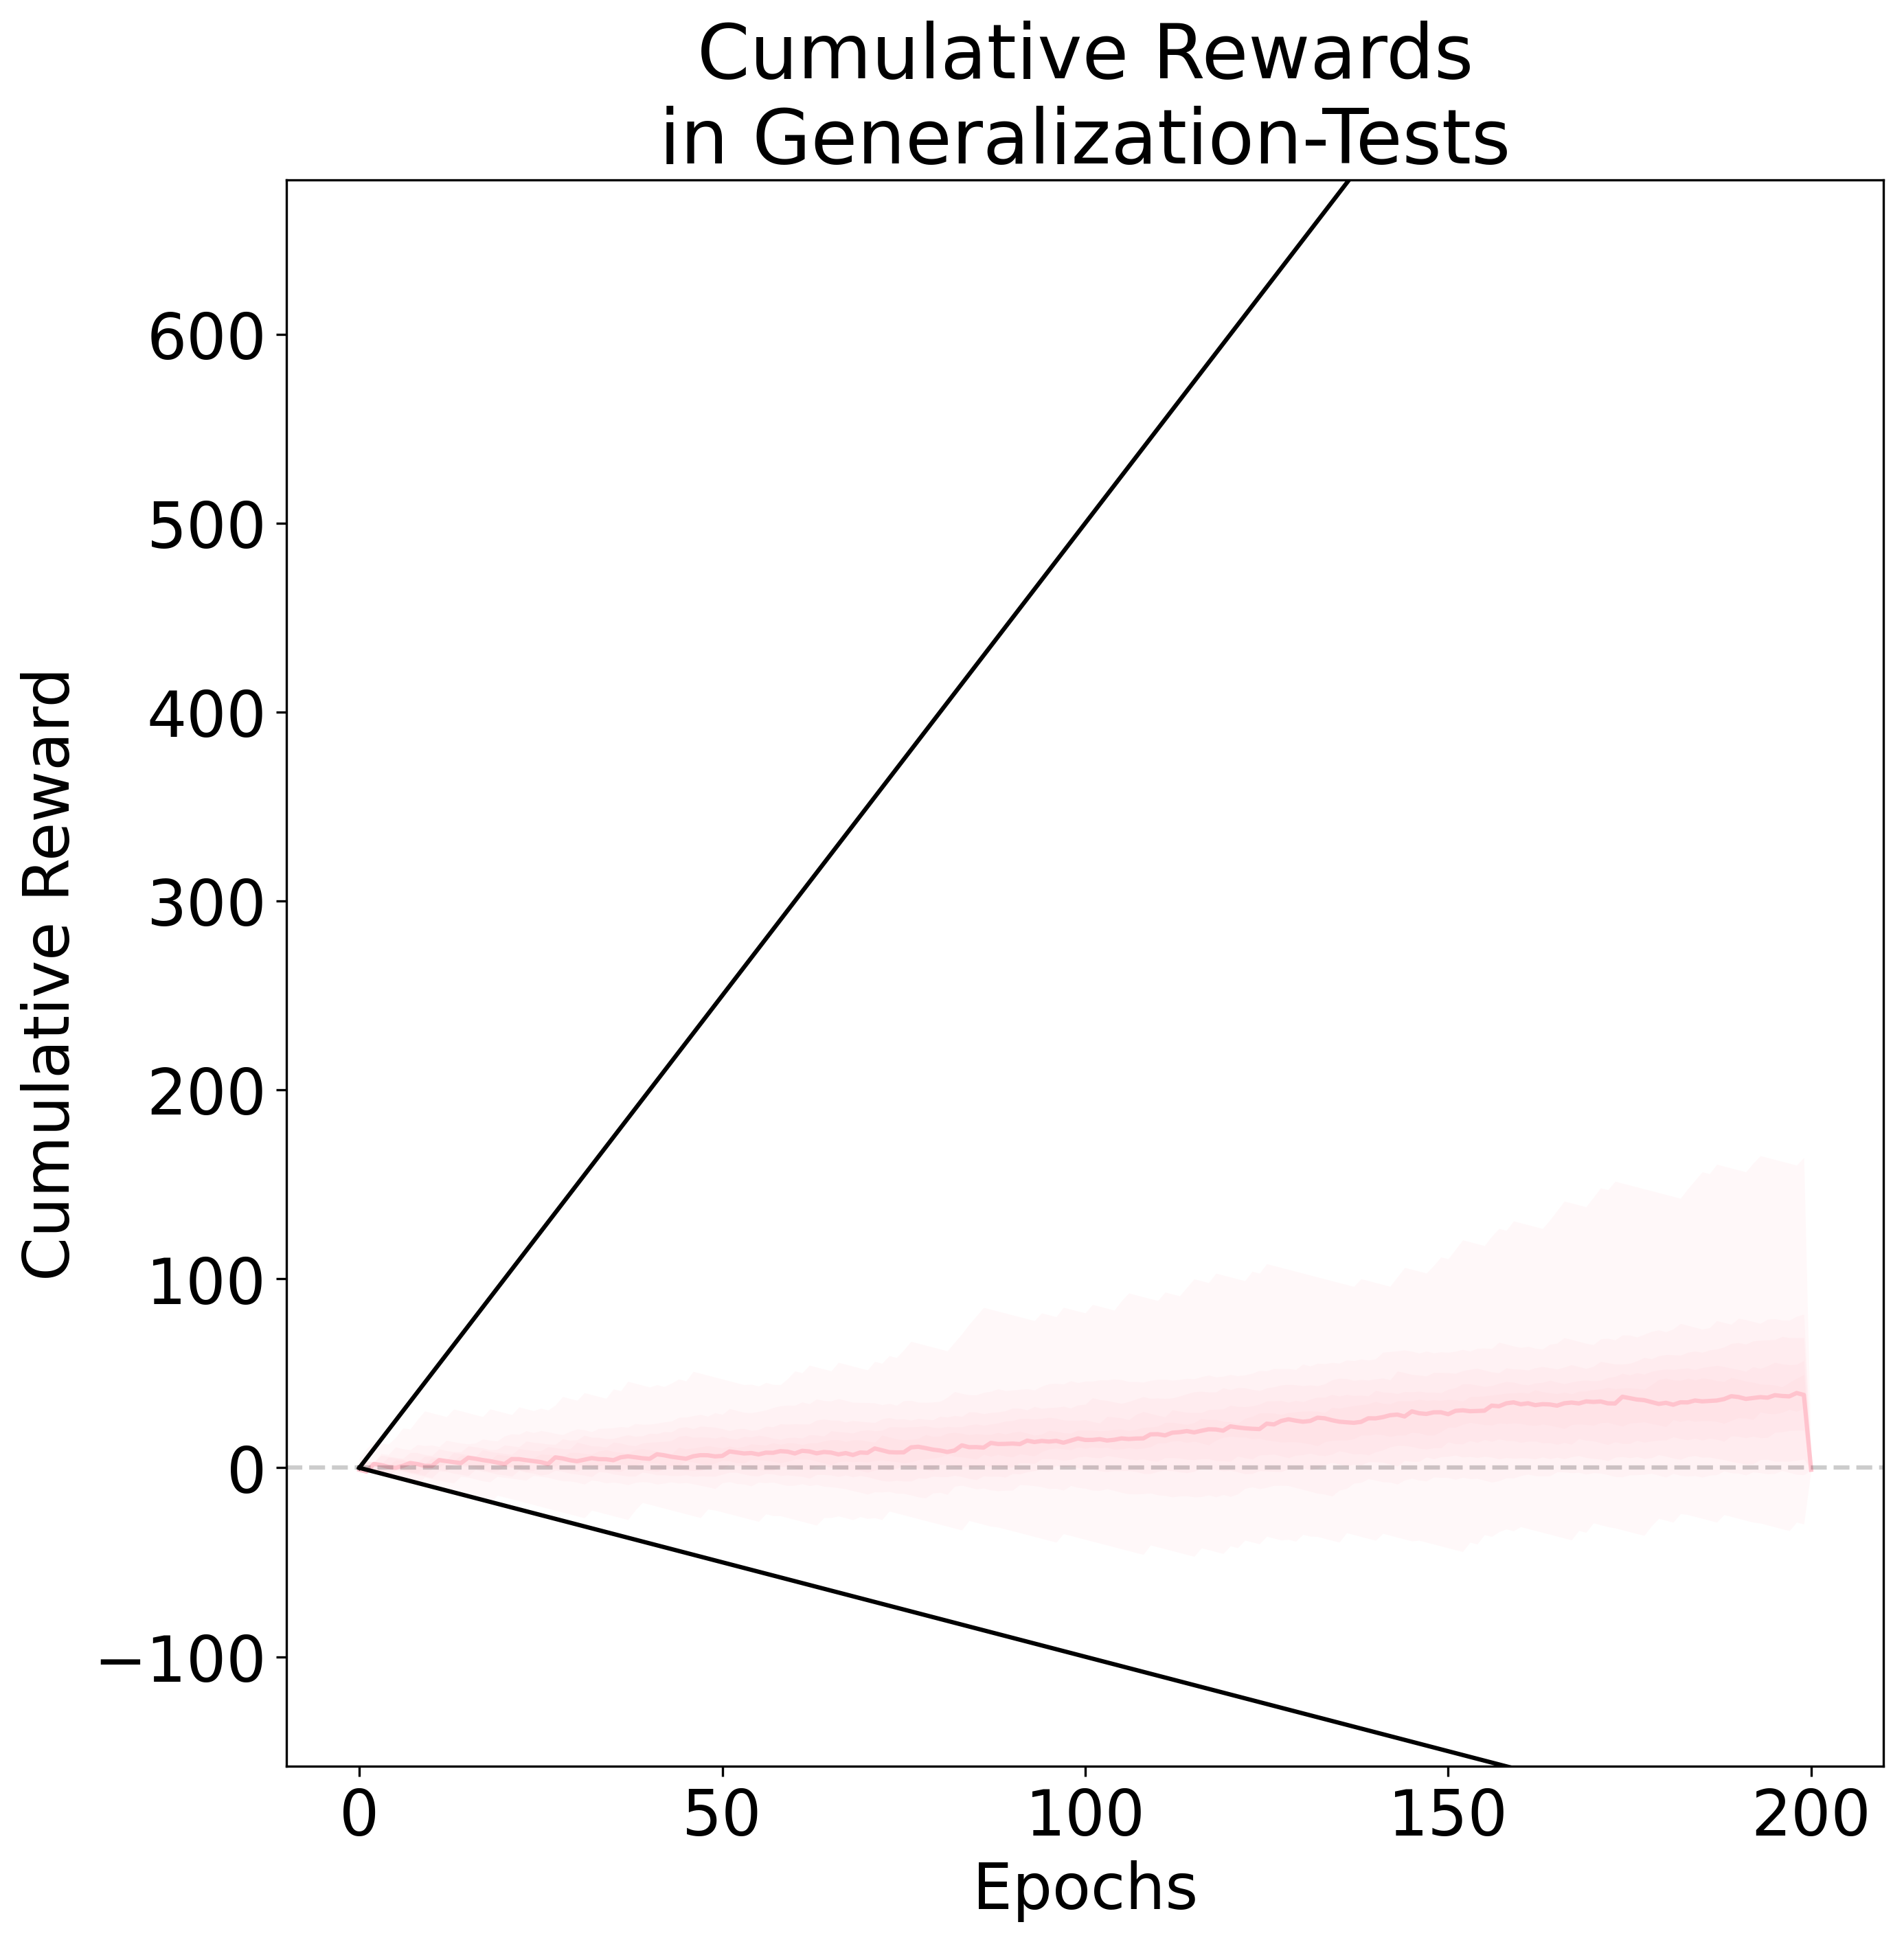 Cumulative Rewards
in Generalization-Tests
Cumulative Reward
600
500
400
300
200
100
0
−100
0 50 100 150 200
Epochs